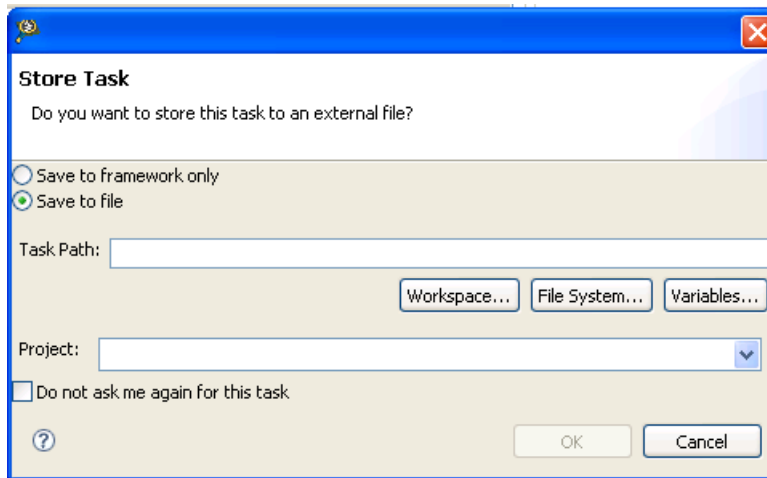 Store Task
Do you want to store this task to an external file?
Save to framework only
Save to file
Task Path:
Workspace... File System... Variables...
Project:
Do not ask me again for this task
? OK Cancel